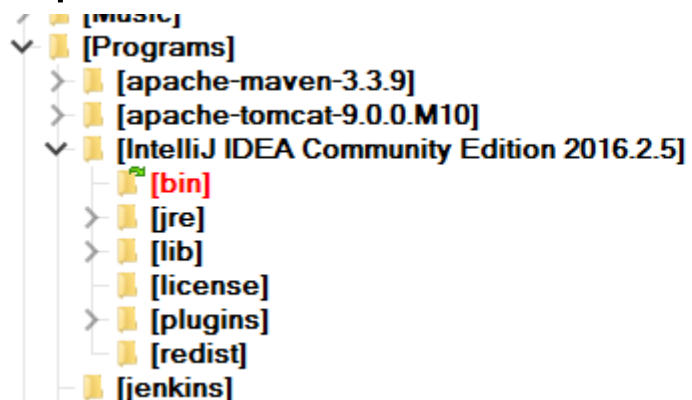 [Music]
[Programs]
[apache-maven-3.3.9]
[apache-tomcat-9.0.0.M10]
[IntelliJ IDEA Community Edition 2016.2.5]
[bin]
[jre]
[lib]
[license]
[plugins]
[redist]
[jenkins]